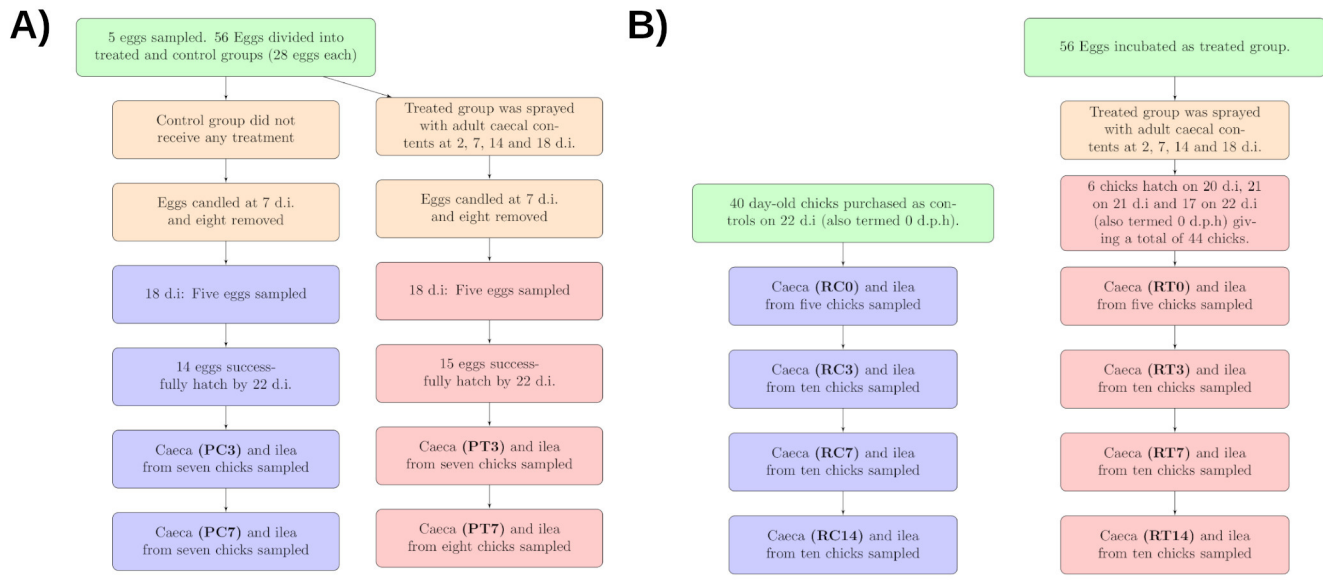 A)
5 eggs sampled. 56 Eggs divided into
treated and control groups (28 eggs each)
Control group did not
receive any treatment
Eggs candled at 7 d.i.
and eight removed
18 d.i: Five eggs sampled
14 eggs success-
fully hatch by 22 d.i.
Caeca (PC3) and ilea
from seven chicks sampled
Caeca (PC7) and ilea
from seven chicks sampled
Treated group was sprayed
with adult caecal con-
tents at 2, 7, 14 and 18 d.i.
Eggs candled at 7 d.i.
and eight removed
18 d.i: Five eggs sampled
15 eggs success-
fully hatch by 22 d.i.
Caeca (PT3) and ilea
from seven chicks sampled
Caeca (PT7) and ilea
from eight chicks sampled
B)
40 day-old chicks purchased as con-
trols on 22 d.i (also termed 0 d.p.h).
Caeca (RC0) and ilea
from five chicks sampled
Caeca (RC3) and ilea
from ten chicks sampled
Caeca (RC7) and ilea
from ten chicks sampled
Caeca (RC14) and ilea
from ten chicks sampled
56 Eggs incubated as treated group.
Treated group was sprayed
with adult caecal con-
tents at 2, 7, 14 and 18 d.i.
6 chicks hatch on 20 d.i, 21
on 21 d.i and 17 on 22 d.i
(also termed 0 d.p.h) giv-
ing a total of 44 chicks.
Caeca (RT0) and ilea
from five chicks sampled
Caeca (RT3) and ilea
from ten chicks sampled
Caeca (RT7) and ilea
from ten chicks sampled
Caeca (RT14) and ilea
from ten chicks sampled